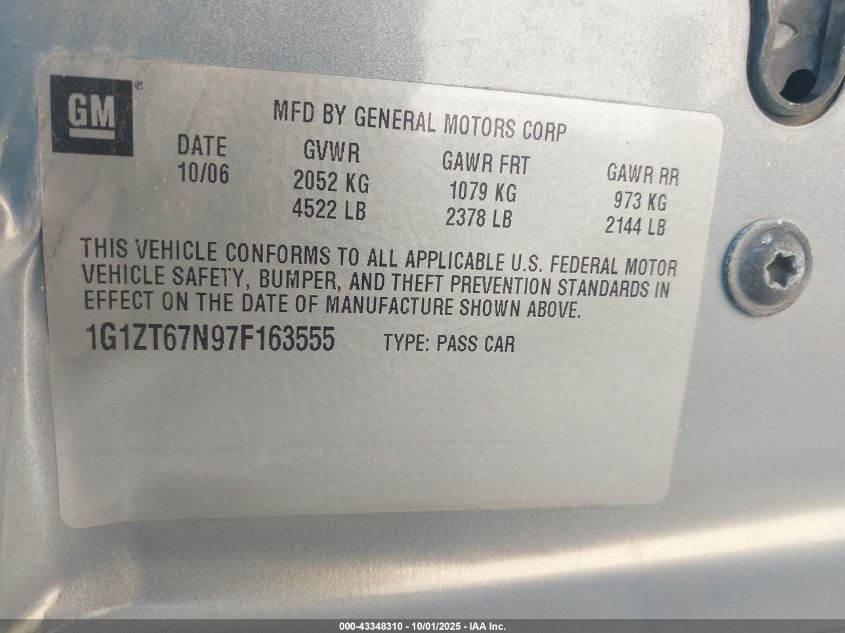 GM
MFD BY GENERAL MOTORS CORP
DATE GVWR GAWR FRT GAWR RR
10/06 2052 KG 1079 KG 973 KG
4522 LB 2378 LB 2144 LB
THIS VEHICLE CONFORMS TO ALL APPLICABLE U.S. FEDERAL MOTOR
VEHICLE SAFETY, BUMPER, AND THEFT PREVENTION STANDARDS IN
EFFECT ON THE DATE OF MANUFACTURE SHOWN ABOVE.
1G1ZT67N97F163555 TYPE: PASS CAR
000-43348310 - 10/01/2025 - IAA Inc.